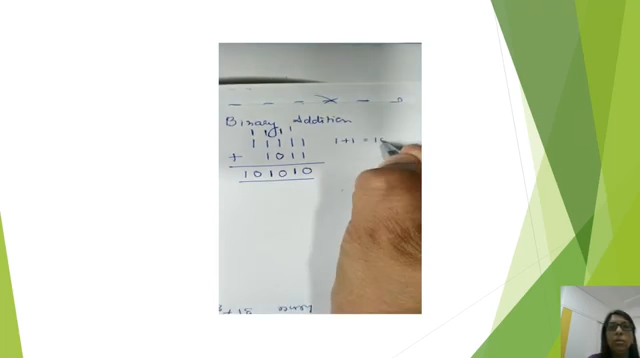 Binary Addition
1 1 1 1
1 1 1 1 1 1+1 = 10
+ 1 0 1 1
1 0 1 0 1 0